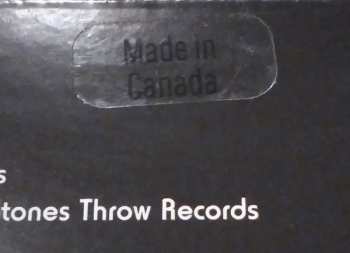 Made in
Canada
s
tones Throw Records